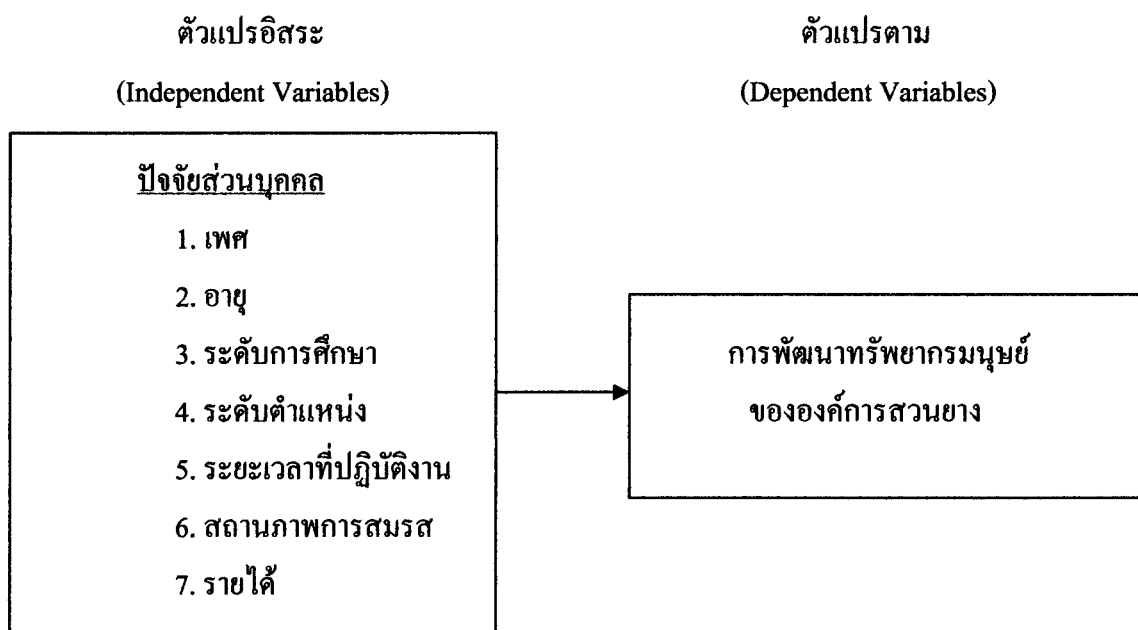 ตัวแปรอิสระ
(Independent Variables)
ปัจจัยส่วนบุคคล
1. เพศ
2. อายุ
3. ระดับการศึกษา
4. ระดับตำแหน่ง
5. ระยะเวลาที่ปฏิบัติงาน
6. สถานภาพการสมรส
7. รายได้
ตัวแปรตาม
(Dependent Variables)
การพัฒนาทรัพยากรมนุษย์
ขององค์การสวนยาง